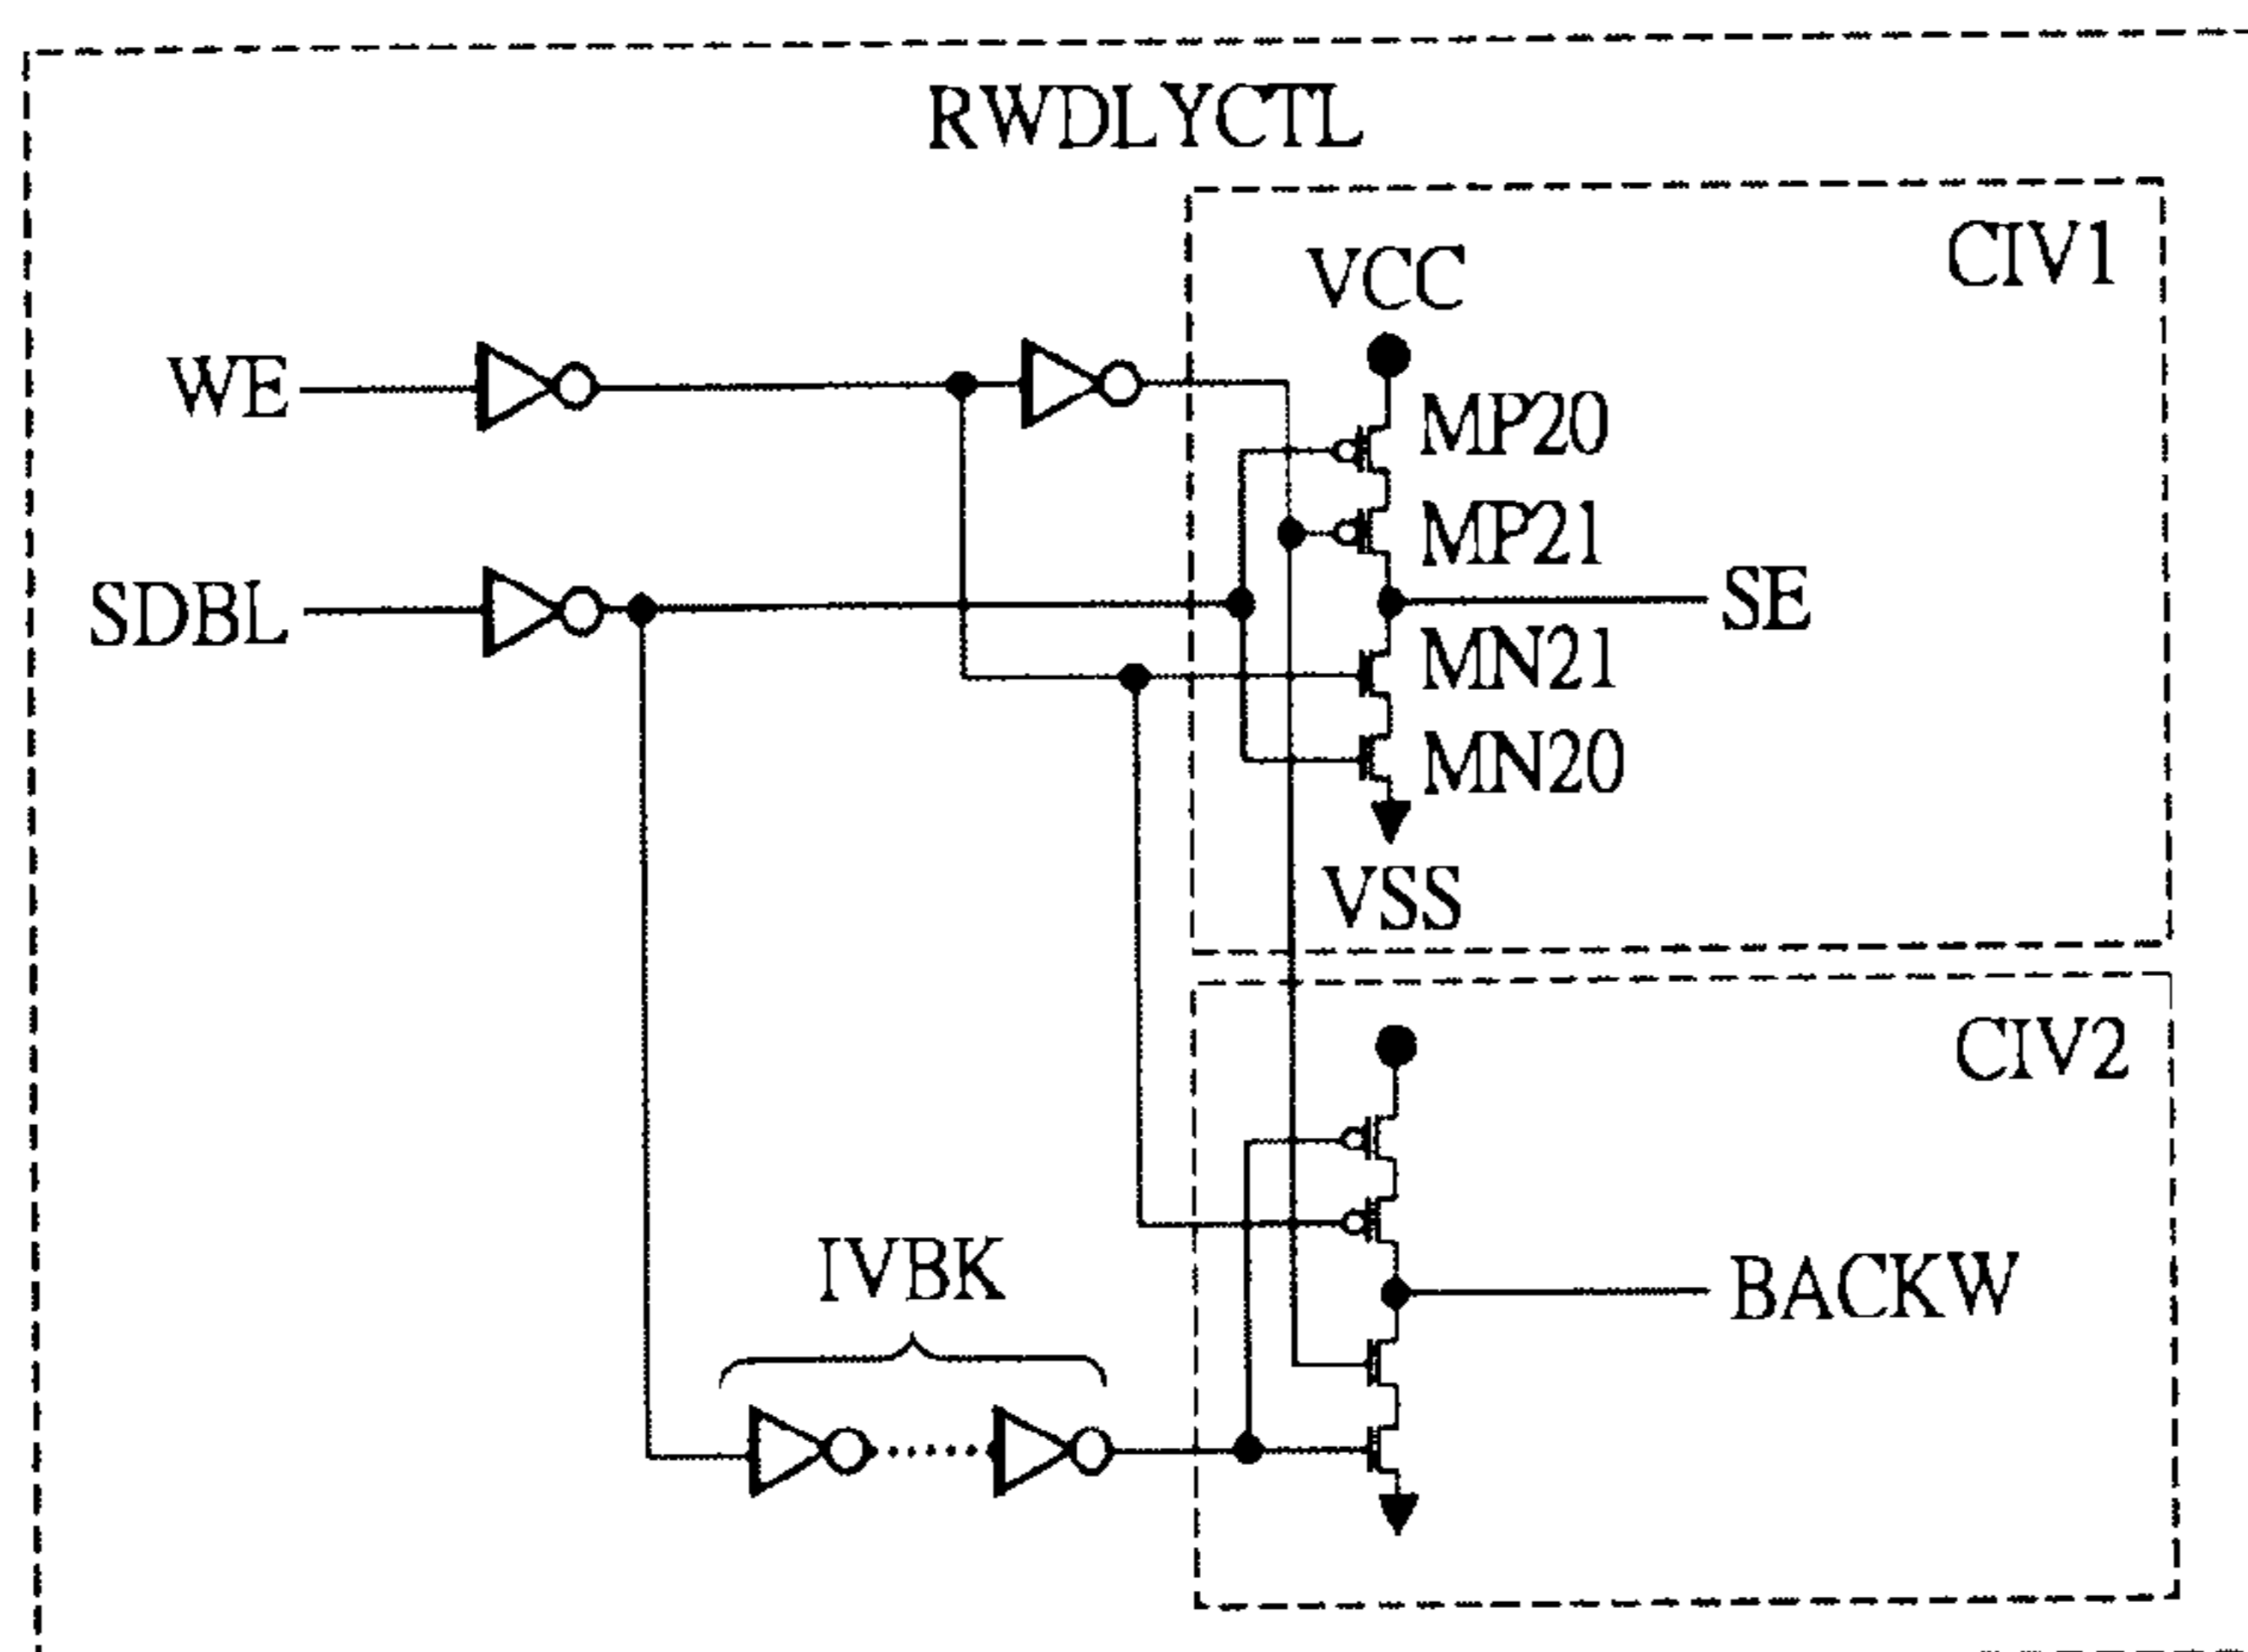 RWDLYCTL
CIV1
VCC
WE
MP20
MP21
SDBL
SE
MN21
MN20
VSS
CIV2
IVBK
BACKW